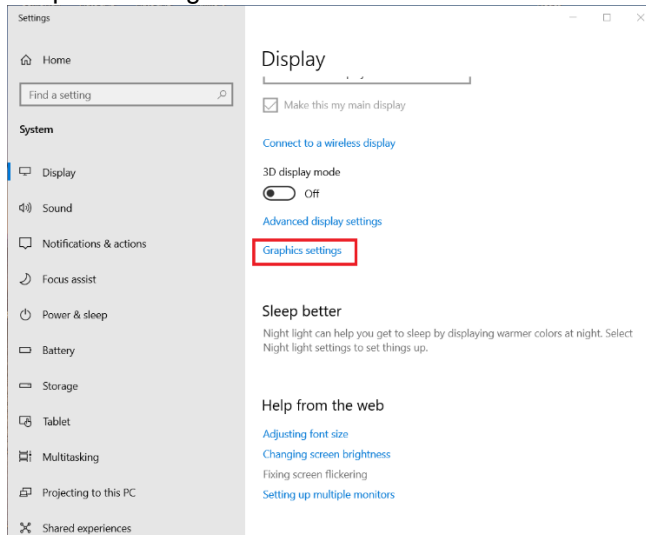 Settings
Home
Find a setting
System
Display
Sound
Notifications & actions
Focus assist
Power & sleep
Battery
Storage
Tablet
Multitasking
Projecting to this PC
Shared experiences
Display
Make this my main display
Connect to a wireless display
3D display mode
Off
Advanced display settings
Graphics settings
Sleep better
Night light can help you get to sleep by displaying warmer colors at night. Select
Night light settings to set things up.
Help from the web
Adjusting font size
Changing screen brightness
Fixing screen flickering
Setting up multiple monitors